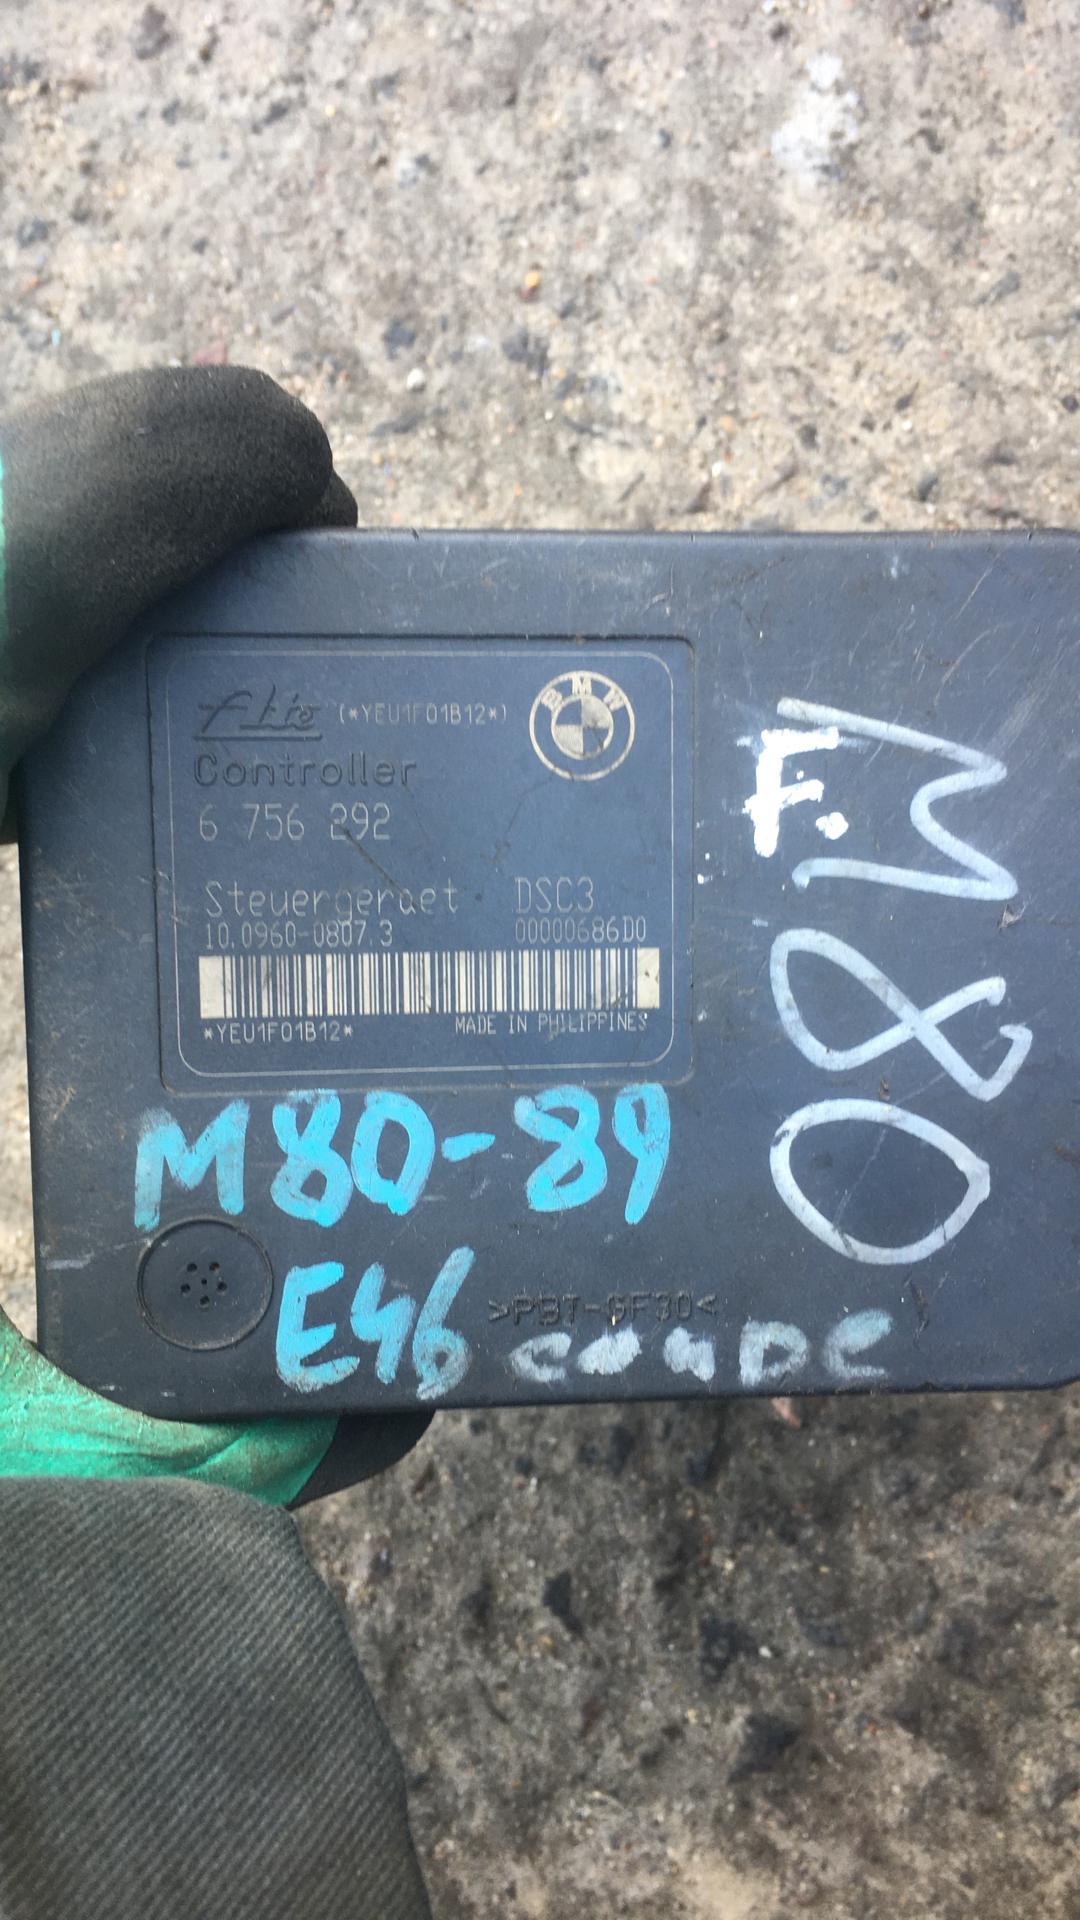 Ate (*YEU1F01B12*)
BMW
Controller
6 756 292
Steuergeraet DSC3
10.0960-0807.3 00000686D0
*YEU1F01B12*
MADE IN PHILIPPINES
F.
M80
M80-89
E46 coupe
>PBT-GF30<